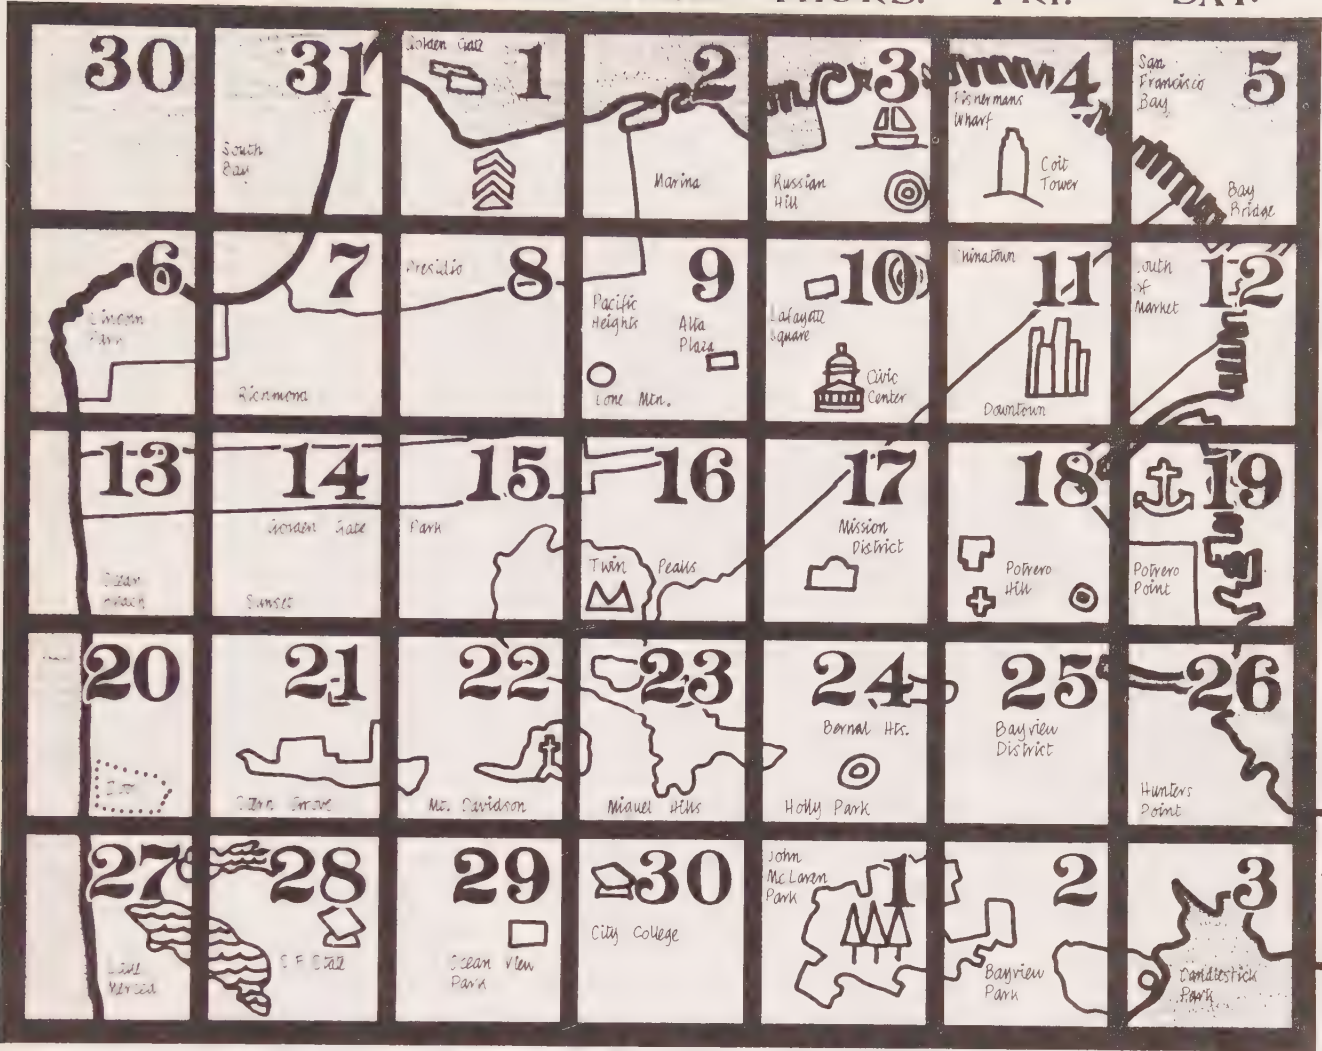 THURS. FRI. SAT.
30
31
South
Bay
1
Golden Gate
2
Marina
3
Russian
Hill
4
Fishermans
Wharf
Coit
Tower
5
San
Francisco
Bay
Bay
Bridge
6
Lincoln
Park
7
Richmond
8
Presidio
9
Pacific
Heights
Alta
Plaza
Lone Mtn.
10
Lafayette
Square
Civic
Center
11
Chinatown
Downtown
12
South
of
Market
13
Ocean
Beach
14
Golden Gate
Sunset
15
Park
16
Twin Peaks
17
Mission
District
18
Potrero
Hill
19
Potrero
Point
20
Zoo
21
Stern Grove
22
Mt. Davidson
23
Miguel Hills
24
Bernal Hts.
Holly Park
25
Bayview
District
26
Hunters
Point
27
Lake
Merced
28
S F State
29
Ocean View
Park
30
City College
1
John
McLaren
Park
2
Bayview
Park
3
Candlestick
Park